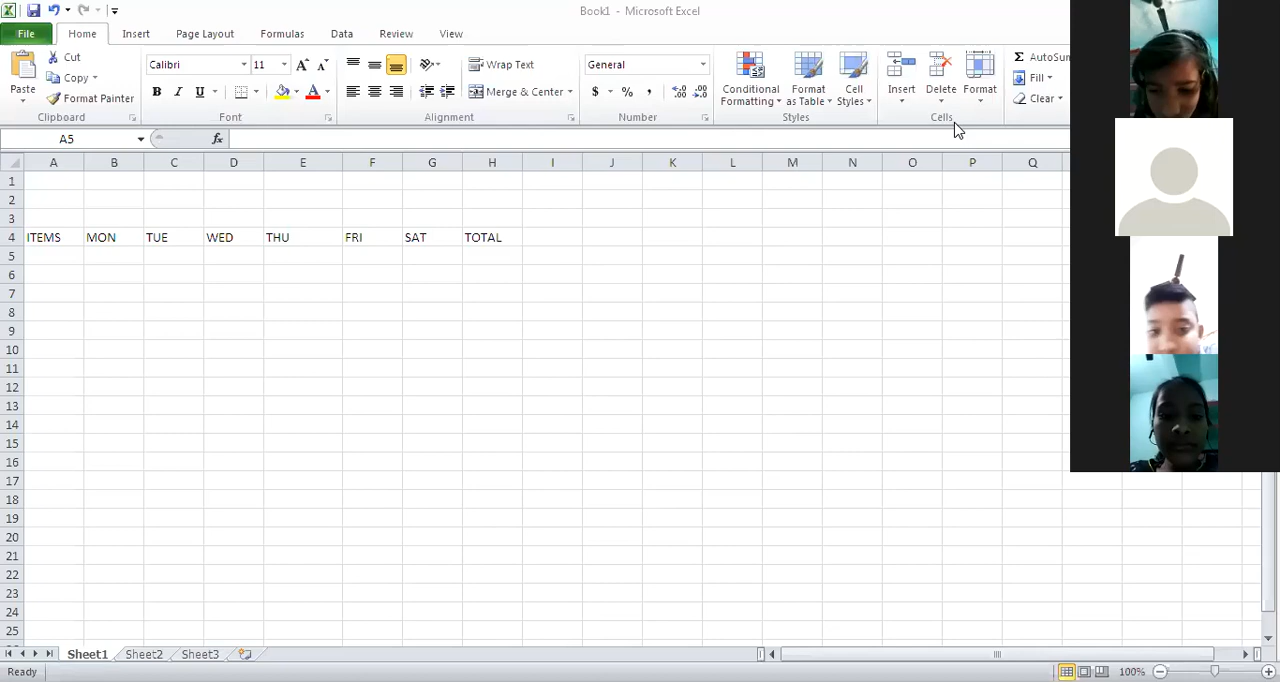 Book1 - Microsoft Excel
File Home Insert Page Layout Formulas Data Review View
Paste
Cut
Copy
Format Painter
Clipboard
Calibri 11 A A
B I U A
Font
Wrap Text
Merge & Center
Alignment
General
$ % ,
Number
Conditional Formatting
Format as Table
Cell Styles
Styles
Insert
Delete
Format
Cells
Σ AutoSum
Fill
Clear
A5 fx
A B C D E F G H I J K L M N O P Q
1
2
3
4 ITEMS MON TUE WED THU FRI SAT TOTAL
5
6
7
8
9
10
11
12
13
14
15
16
17
18
19
20
21
22
23
24
25
Sheet1 Sheet2 Sheet3
Ready 100%